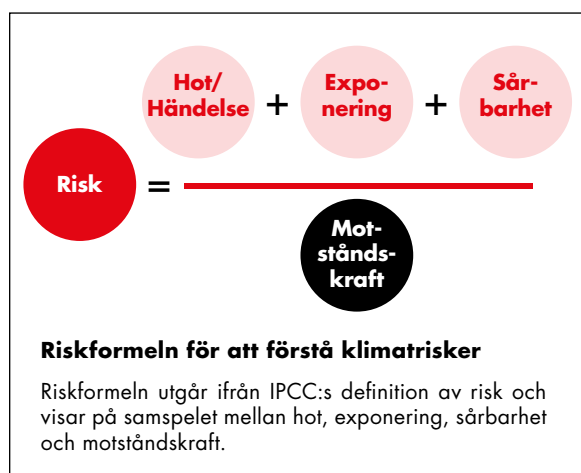 Hot/
Händelse
+
Expo-
nering
+
Sår-
barhet
Risk
=
Mot-
stånds-
kraft
Riskformeln för att förstå klimatrisker
Riskformeln utgår ifrån IPCC:s definition av risk och
visar på samspelet mellan hot, exponering, sårbarhet
och motståndskraft.